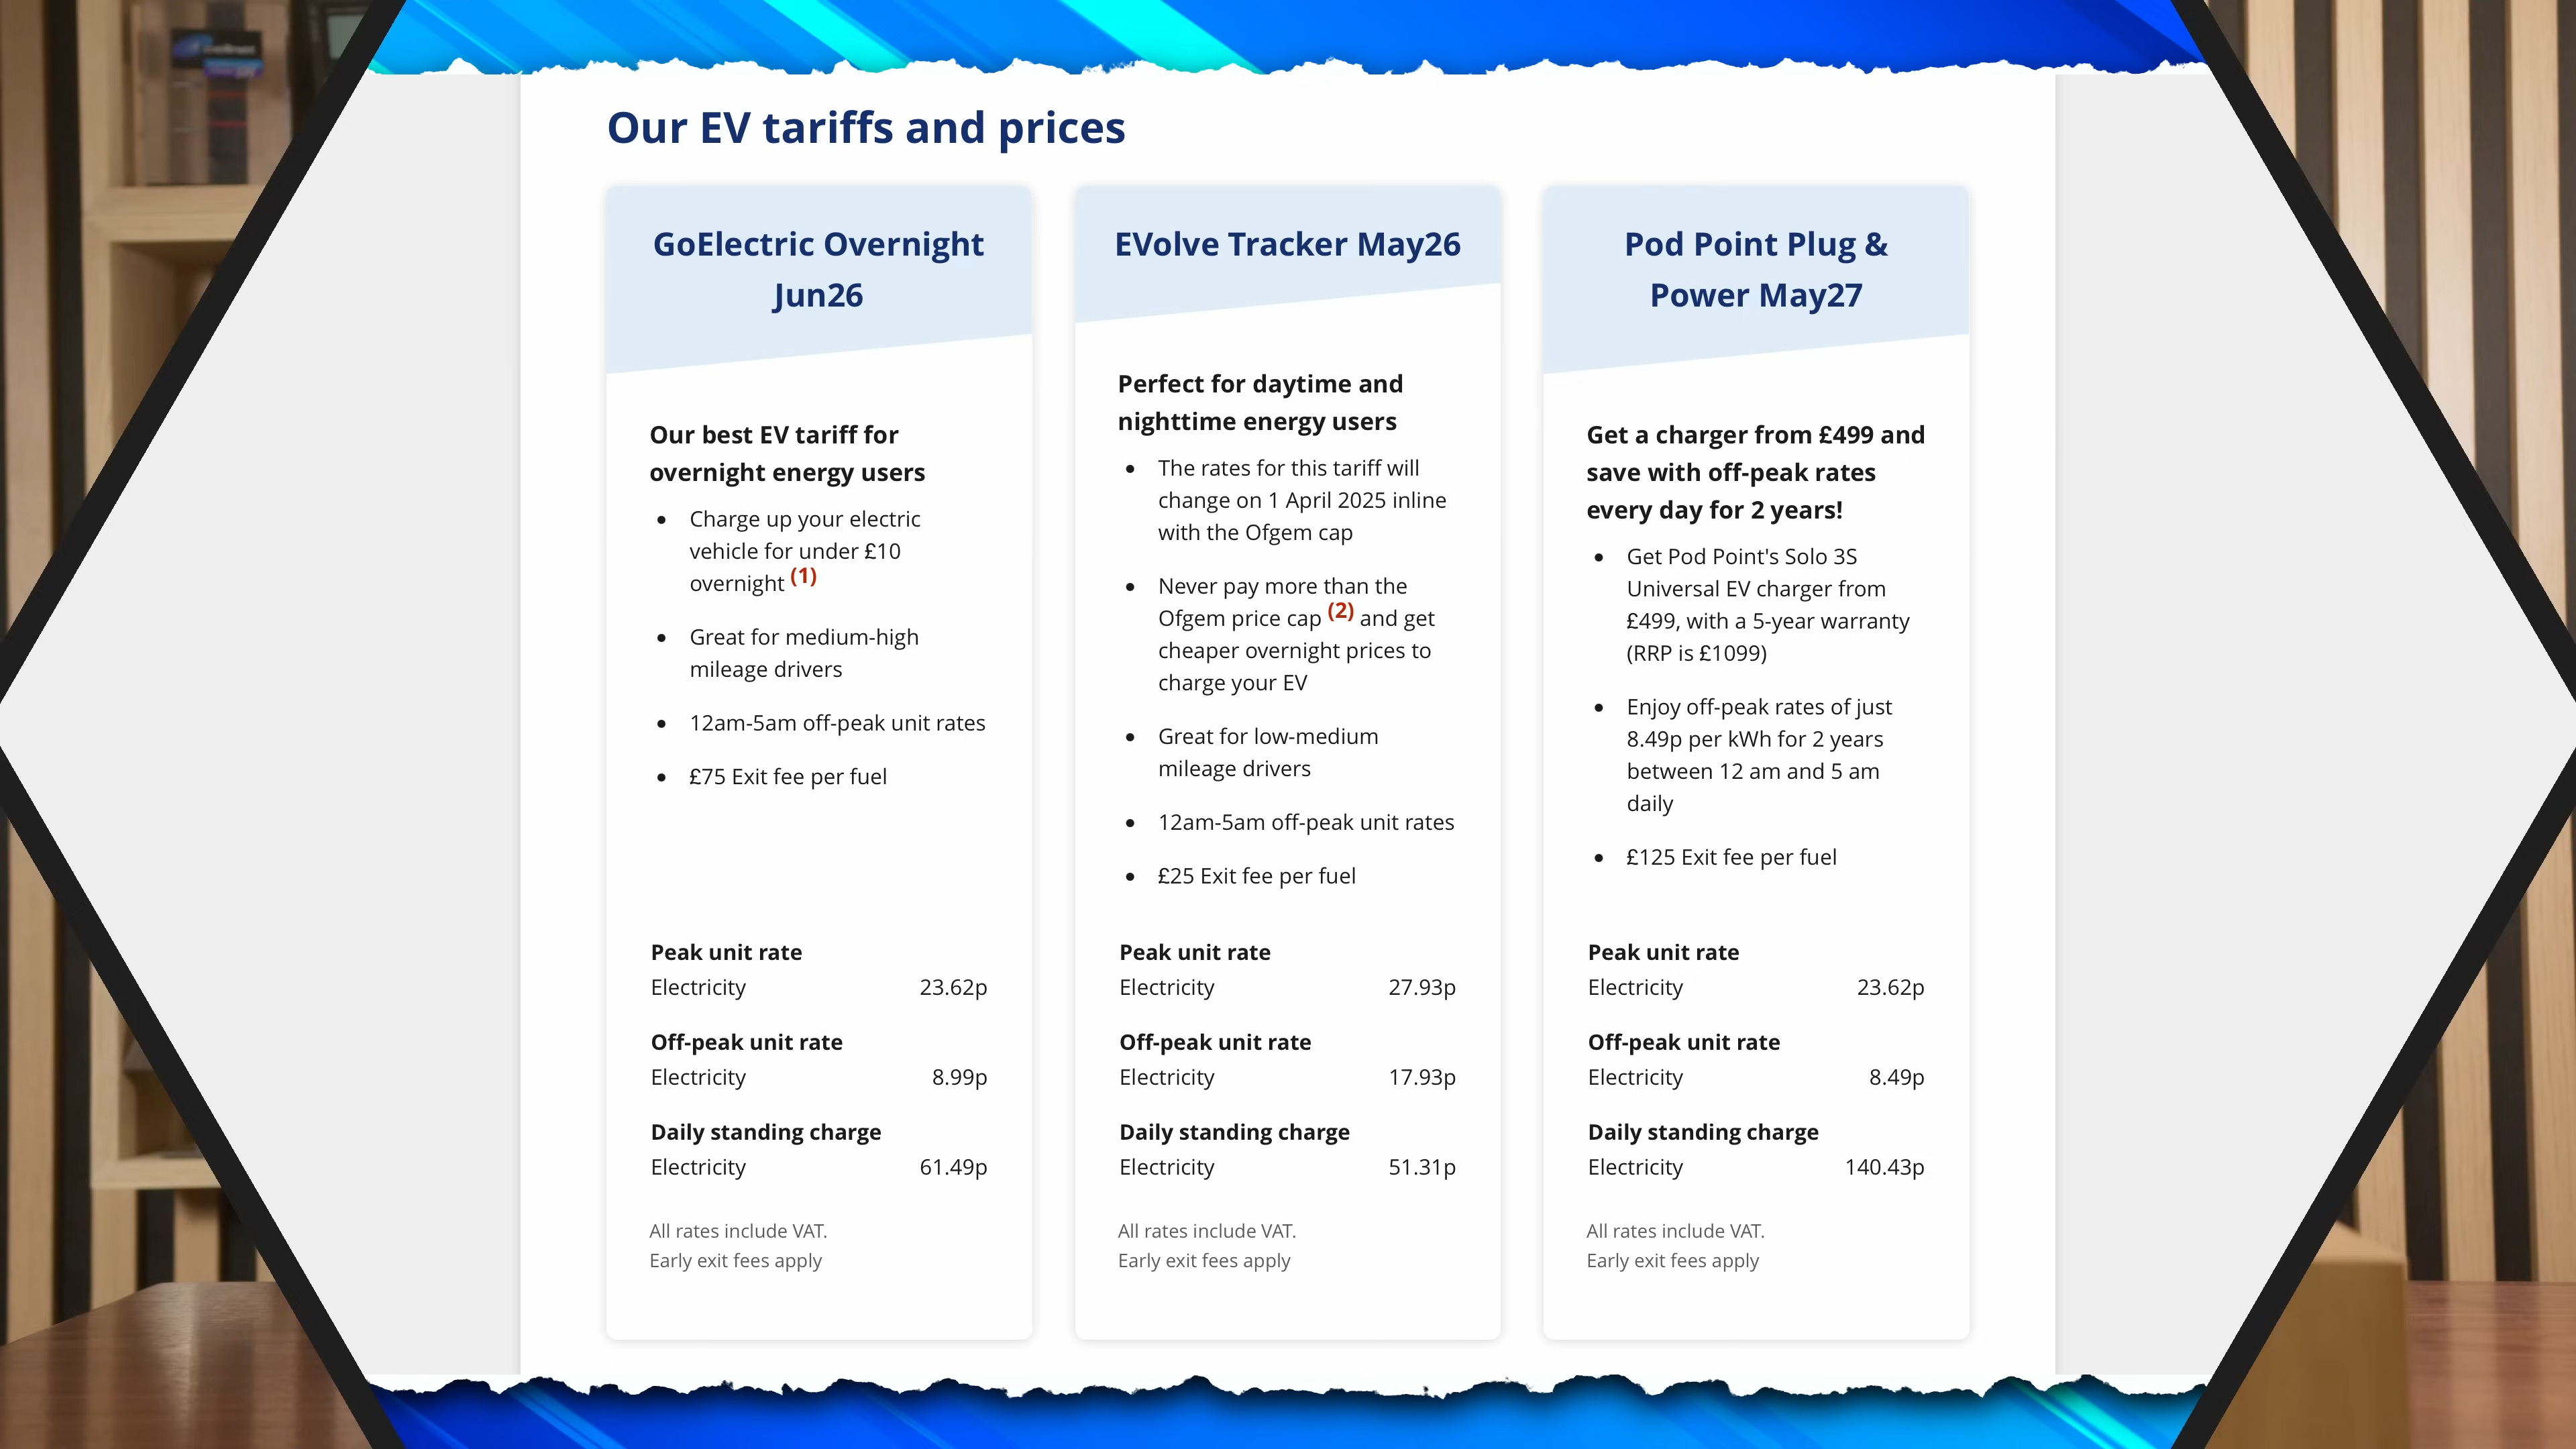 Our EV tariffs and prices
GoElectric Overnight
Jun26
Our best EV tariff for
overnight energy users
• Charge up your electric
vehicle for under £10
overnight (1)
• Great for medium-high
mileage drivers
• 12am-5am off-peak unit rates
• £75 Exit fee per fuel
Peak unit rate
Electricity 23.62p
Off-peak unit rate
Electricity 8.99p
Daily standing charge
Electricity 61.49p
All rates include VAT.
Early exit fees apply
EVolve Tracker May26
Perfect for daytime and
nighttime energy users
• The rates for this tariff will
change on 1 April 2025 inline
with the Ofgem cap
• Never pay more than the
Ofgem price cap (2) and get
cheaper overnight prices to
charge your EV
• Great for low-medium
mileage drivers
• 12am-5am off-peak unit rates
• £25 Exit fee per fuel
Peak unit rate
Electricity 27.93p
Off-peak unit rate
Electricity 17.93p
Daily standing charge
Electricity 51.31p
All rates include VAT.
Early exit fees apply
Pod Point Plug &
Power May27
Get a charger from £499 and
save with off-peak rates
every day for 2 years!
• Get Pod Point's Solo 3S
Universal EV charger from
£499, with a 5-year warranty
(RRP is £1099)
• Enjoy off-peak rates of just
8.49p per kWh for 2 years
between 12 am and 5 am
daily
• £125 Exit fee per fuel
Peak unit rate
Electricity 23.62p
Off-peak unit rate
Electricity 8.49p
Daily standing charge
Electricity 140.43p
All rates include VAT.
Early exit fees apply